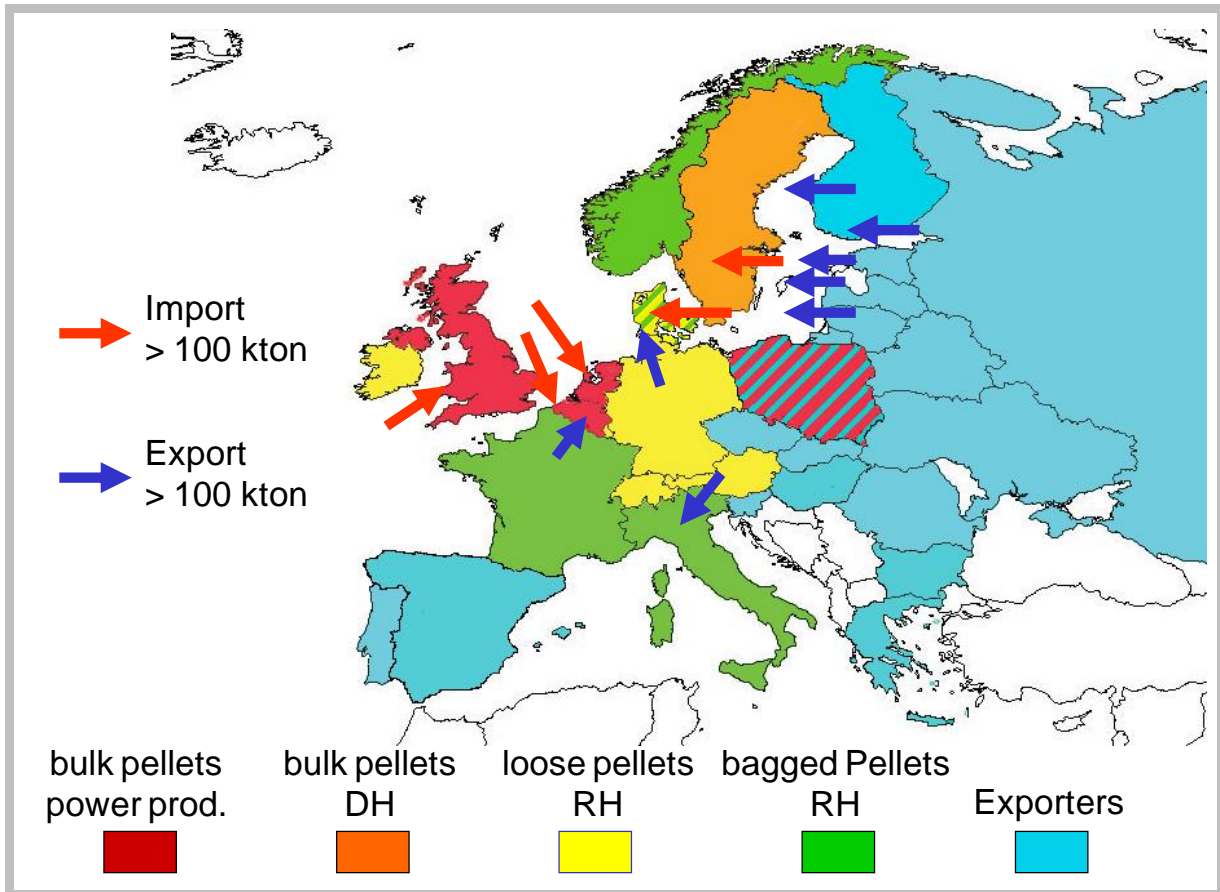 Import
> 100 kton
Export
> 100 kton
bulk pellets
power prod.
bulk pellets
DH
loose pellets
RH
bagged Pellets
RH
Exporters